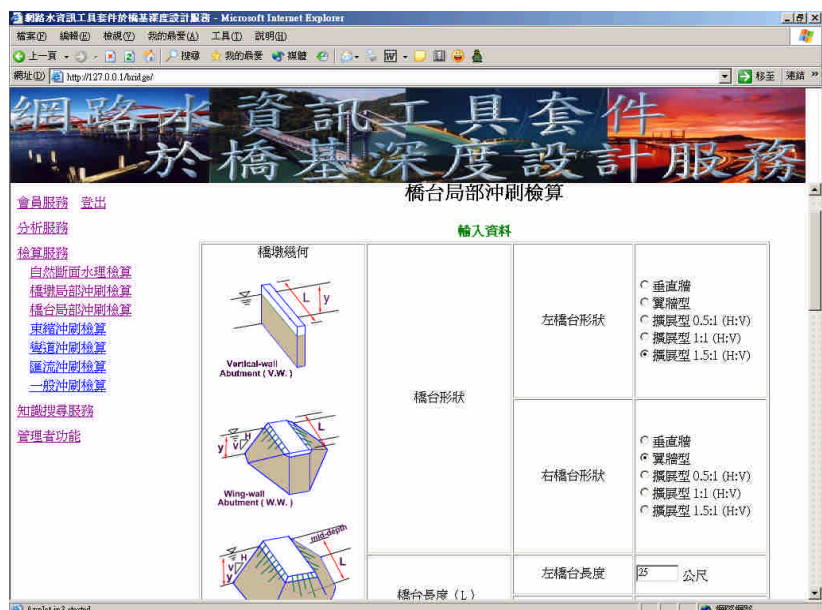 網路水資訊工具套件於橋基深度設計服務 - Microsoft Internet Explorer
檔案(F) 編輯(E) 檢視(V) 我的最愛(A) 工具(T) 說明(H)
上一頁 搜尋 我的最愛 媒體
網址(D) http://127.0.0.1/bridge/ 移至 連結 »
網路水資訊工具套件
於橋基深度設計服務
會員服務 登出
分析服務
檢算服務
自然斷面水理檢算
橋墩局部沖刷檢算
橋台局部沖刷檢算
束縮沖刷檢算
彎道沖刷檢算
匯流沖刷檢算
一般沖刷檢算
知識搜尋服務
管理者功能
橋台局部沖刷檢算
輸入資料
橋墩幾何
L
y
Vertical-wall
Abutment ( V.W. )
L
H
V
y
Wing-wall
Abutment ( W.W. )
mid-depth
H
V
L
y
橋台形狀
左橋台形狀
垂直牆
翼牆型
擴展型 0.5:1 (H:V)
擴展型 1:1 (H:V)
擴展型 1.5:1 (H:V)
右橋台形狀
垂直牆
翼牆型
擴展型 0.5:1 (H:V)
擴展型 1:1 (H:V)
擴展型 1.5:1 (H:V)
橋台長度（L）
左橋台長度
25 公尺